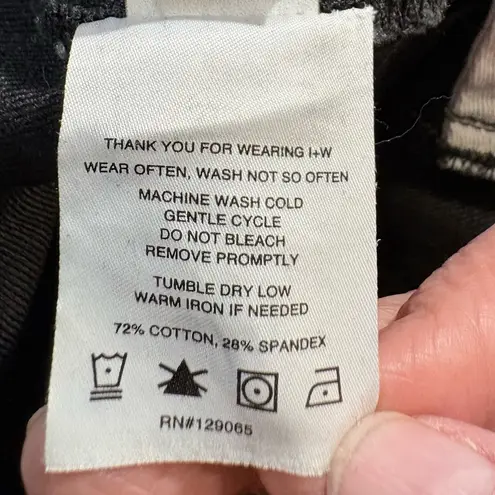 THANK YOU FOR WEARING I+W
WEAR OFTEN, WASH NOT SO OFTEN
MACHINE WASH COLD
GENTLE CYCLE
DO NOT BLEACH
REMOVE PROMPTLY
TUMBLE DRY LOW
WARM IRON IF NEEDED
72% COTTON, 28% SPANDEX
RN#129065